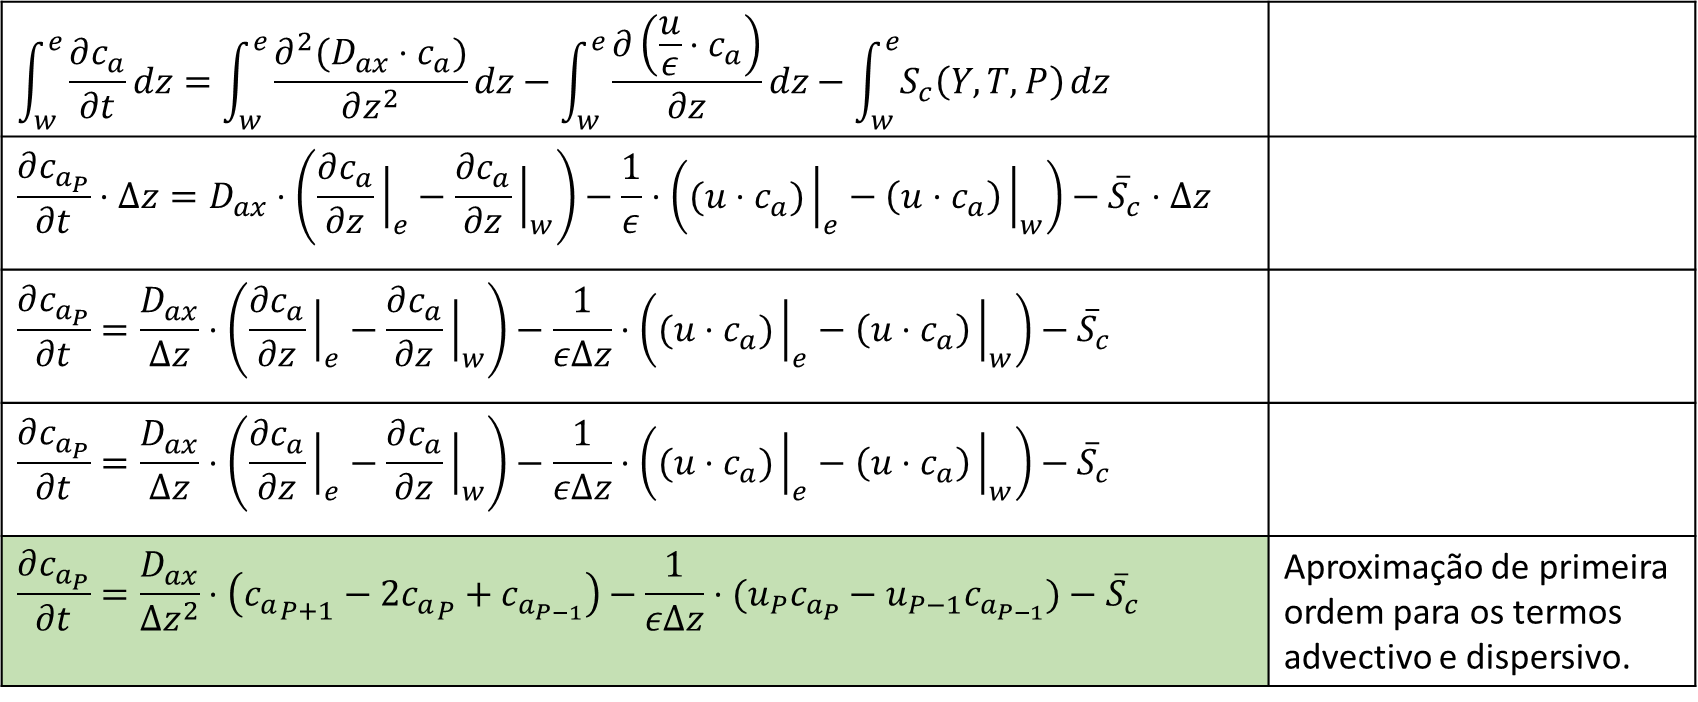 ∫_w^e ∂c_a/∂t dz = ∫_w^e ∂²(D_ax · c_a)/∂z² dz − ∫_w^e ∂(u/ϵ · c_a)/∂z dz − ∫_w^e S_c(Y, T, P) dz
∂c_{a_P}/∂t · Δz = D_ax · (∂c_a/∂z|_e − ∂c_a/∂z|_w) − 1/ϵ · ((u · c_a)|_e − (u · c_a)|_w) − S̄_c · Δz
∂c_{a_P}/∂t = D_ax/Δz · (∂c_a/∂z|_e − ∂c_a/∂z|_w) − 1/(ϵΔz) · ((u · c_a)|_e − (u · c_a)|_w) − S̄_c
∂c_{a_P}/∂t = D_ax/Δz · (∂c_a/∂z|_e − ∂c_a/∂z|_w) − 1/(ϵΔz) · ((u · c_a)|_e − (u · c_a)|_w) − S̄_c
∂c_{a_P}/∂t = D_ax/Δz² · (c_{a_{P+1}} − 2c_{a_P} + c_{a_{P−1}}) − 1/(ϵΔz) · (u_P c_{a_P} − u_{P−1} c_{a_{P−1}}) − S̄_c
Aproximação de primeira
ordem para os termos
advectivo e dispersivo.